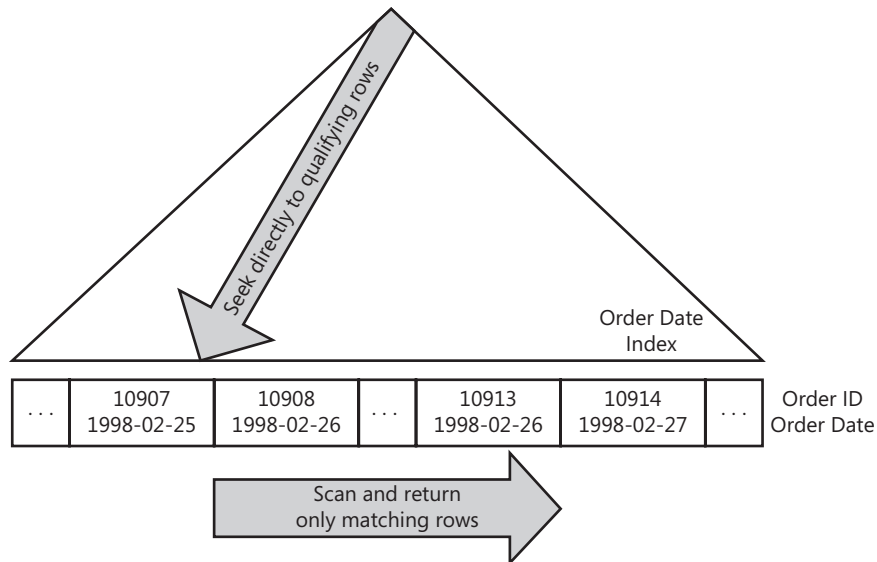 Seek directly to qualifying rows
Order Date
Index
. . . 10907 10908 . . . 10913 10914 . . . Order ID
1998-02-25 1998-02-26 1998-02-26 1998-02-27 Order Date
Scan and return
only matching rows